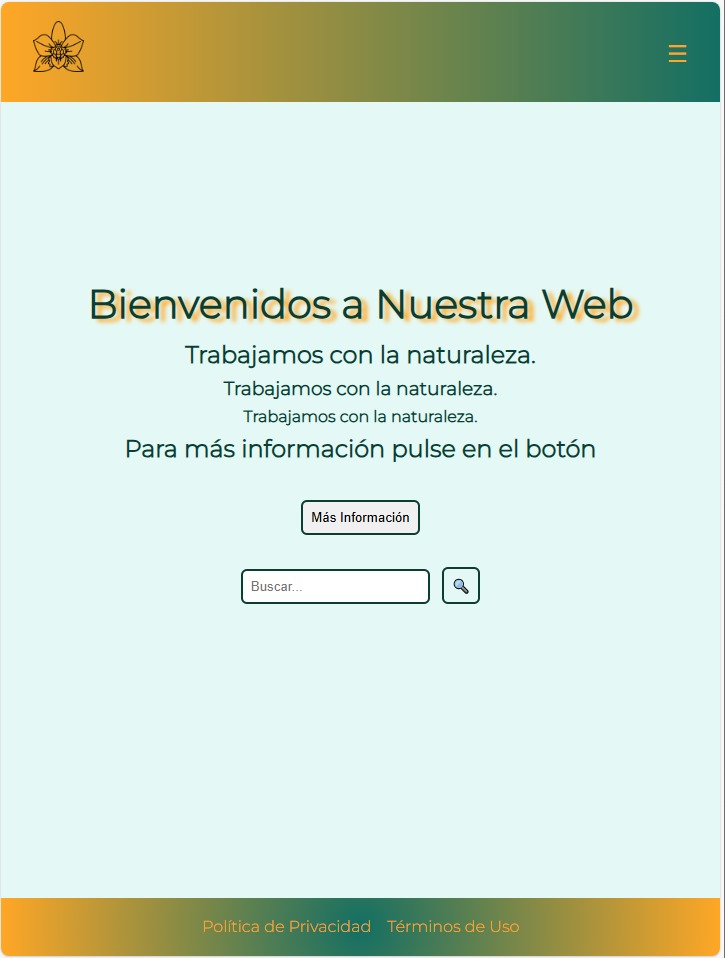 ☰
Bienvenidos a Nuestra Web
Trabajamos con la naturaleza.
Trabajamos con la naturaleza.
Trabajamos con la naturaleza.
Para más información pulse en el botón
Más Información
Buscar...
Política de Privacidad Términos de Uso